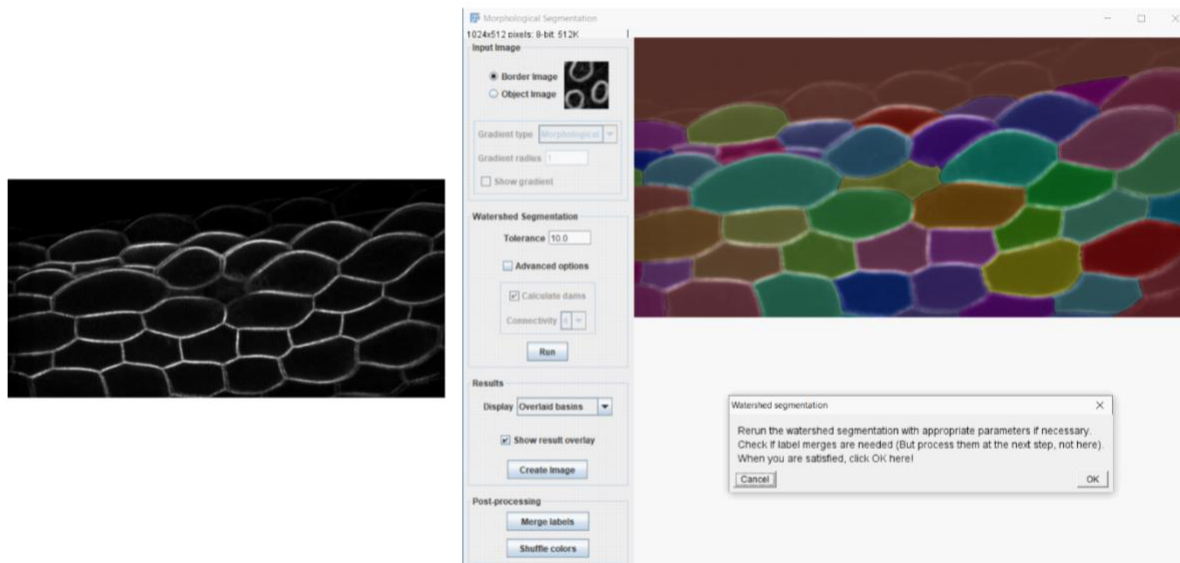 Morphological Segmentation
1024x512 pixels: 8-bit: 512K
Input Image
Border Image
Object Image
Gradient type Morphological
Gradient radius 1
Show gradient
Watershed Segmentation
Tolerance 10.0
Advanced options
Calculate dams
Connectivity 4
Run
Results
Display Overlaid basins
Show result overlay
Create Image
Post-processing
Merge labels
Shuffle colors
Watershed segmentation
Rerun the watershed segmentation with appropriate parameters if necessary.
Check if label merges are needed (But process them at the next step, not here).
When you are satisfied, click OK here!
Cancel
OK